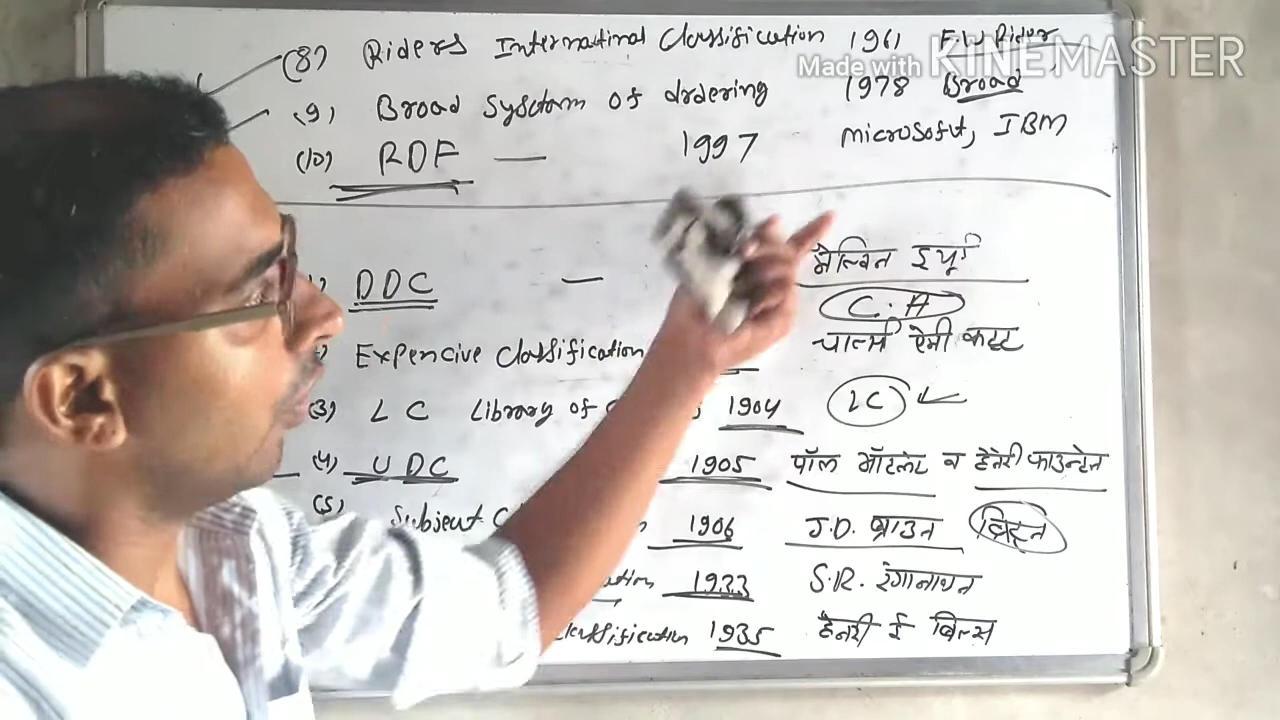 (8) Riders International Classification 1961 F.W Rider
Made with KINEMASTER
(9) Broad System of ordering 1978 Broad
(10) RDF — 1997 microsoft, IBM
DDC — मैल्विन ड्यूई
C.A
Expencive Classification चार्ल्स ऐमी कटर
(3) LC Library of 1904 LC
(4) UDC 1905 पॉल ऑटलेट व हैनरी फाउन्टेन
(5) Subject 1906 J.D. ब्राउन ब्रिटेन
1933 S.R. रंगानाथन
Classification 1935 हैनरी ई बिल्स